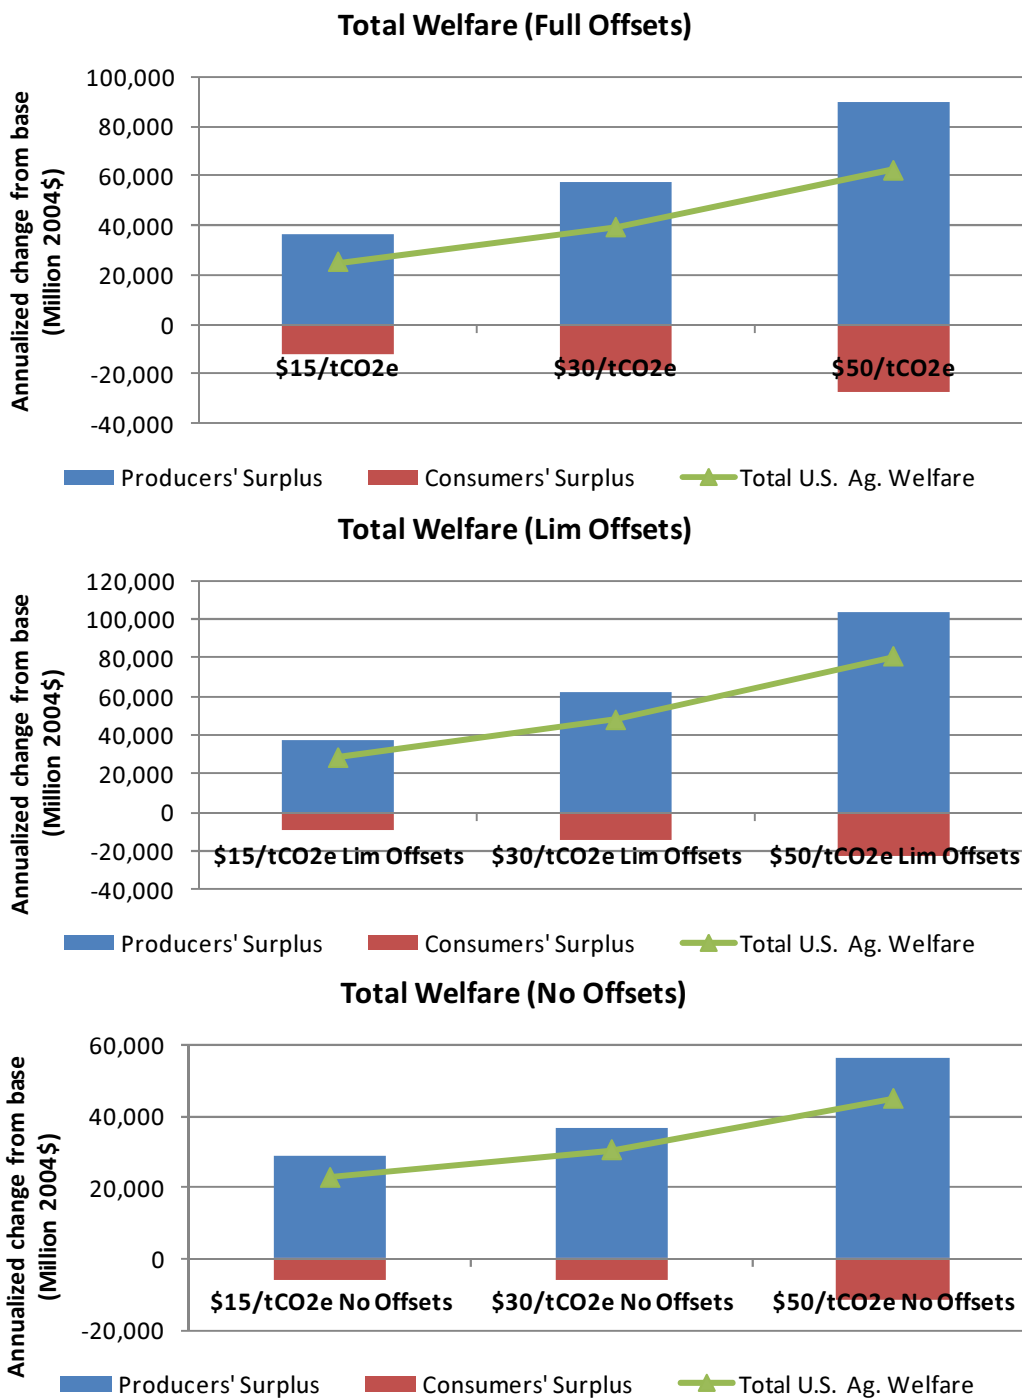 Total Welfare (Full Offsets)
Annualized change from base
(Million 2004$)
100,000
80,000
60,000
40,000
20,000
0
-20,000
-40,000
$15/tCO2e
$30/tCO2e
$50/tCO2e
Producers' Surplus
Consumers' Surplus
Total U.S. Ag. Welfare
Total Welfare (Lim Offsets)
Annualized change from base
(Million 2004$)
120,000
100,000
80,000
60,000
40,000
20,000
0
-20,000
-40,000
$15/tCO2e Lim Offsets
$30/tCO2e Lim Offsets
$50/tCO2e Lim Offsets
Producers' Surplus
Consumers' Surplus
Total U.S. Ag. Welfare
Total Welfare (No Offsets)
Annualized change from base
(Million 2004$)
60,000
40,000
20,000
0
-20,000
$15/tCO2e No Offsets
$30/tCO2e No Offsets
$50/tCO2e No Offsets
Producers' Surplus
Consumers' Surplus
Total U.S. Ag. Welfare